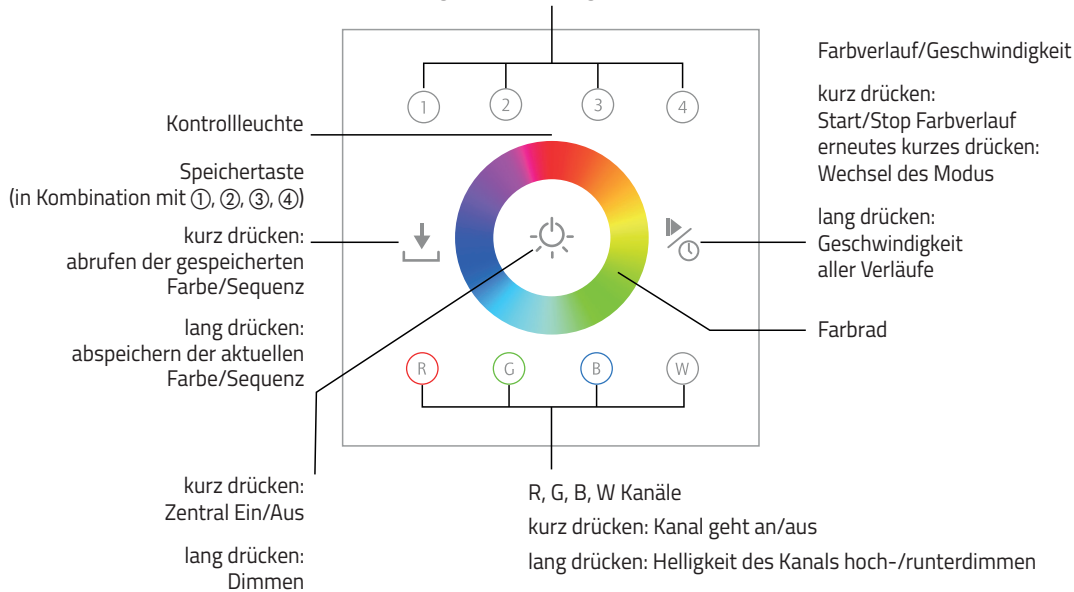 1 2 3 4
Kontrollleuchte
Speichertaste
(in Kombination mit ①, ②, ③, ④)
kurz drücken:
abrufen der gespeicherten
Farbe/Sequenz
lang drücken:
abspeichern der aktuellen
Farbe/Sequenz
kurz drücken:
Zentral Ein/Aus
lang drücken:
Dimmen
Farbverlauf/Geschwindigkeit
kurz drücken:
Start/Stop Farbverlauf
erneutes kurzes drücken:
Wechsel des Modus
lang drücken:
Geschwindigkeit
aller Verläufe
Farbrad
R G B W
R, G, B, W Kanäle
kurz drücken: Kanal geht an/aus
lang drücken: Helligkeit des Kanals hoch-/runterdimmen